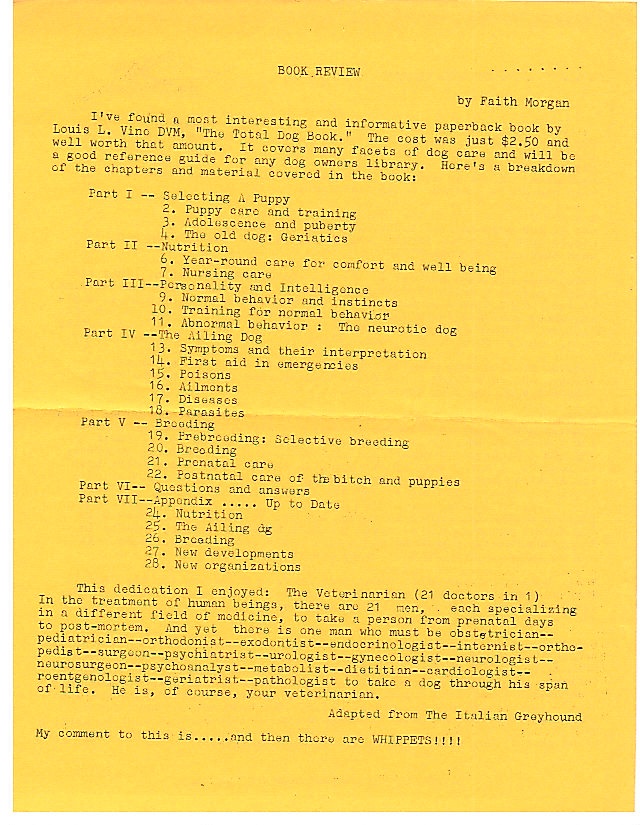 BOOK REVIEW
by Faith Morgan
I've found a most interesting and informative paperback book by
Louis L. Vine DVM, "The Total Dog Book." The cost was just $2.50 and
well worth that amount. It covers many facets of dog care and will be
a good reference guide for any dog owners library. Here's a breakdown
of the chapters and material covered in the book:
Part I -- Selecting A Puppy
2. Puppy care and training
3. Adolescence and puberty
4. The old dog: Geriatics
Part II --Nutrition
6. Year-round care for comfort and well being
7. Nursing care
Part III--Personality and Intelligence
9. Normal behavior and instincts
10. Training for normal behavior
11. Abnormal behavior : The neurotic dog
Part IV --The Ailing Dog
13. Symptoms and their interpretation
14. First aid in emergencies
15. Poisons
16. Ailments
17. Diseases
18. Parasites
Part V -- Breeding
19. Prebreeding: Selective breeding
20. Breeding
21. Prenatal care
22. Postnatal care of the bitch and puppies
Part VI-- Questions and answers
Part VII--Appendix ..... Up to Date
24. Nutrition
25. The Ailing dg
26. Breeding
27. New developments
28. New organizations
This dedication I enjoyed: The Veterinarian (21 doctors in 1)
In the treatment of human beings, there are 21 men, . each specializing
in a different field of medicine, to take a person from prenatal days
to post-mortem. And yet there is one man who must be obstetrician--
pediatrician--orthodonist--exodontist--endocrinologist--internist--ortho-
pedist--surgeon--psychiatrist--urologist--gynecologist--neurologist--
neurosurgeon--psychoanalyst--metabolist--dietitian--cardiologist--
roentgenologist--geriatrist--pathologist to take a dog through his span
of life. He is, of course, your veterinarian.
Adapted from The Italian Greyhound
My comment to this is.....and then there are WHIPPETS!!!!